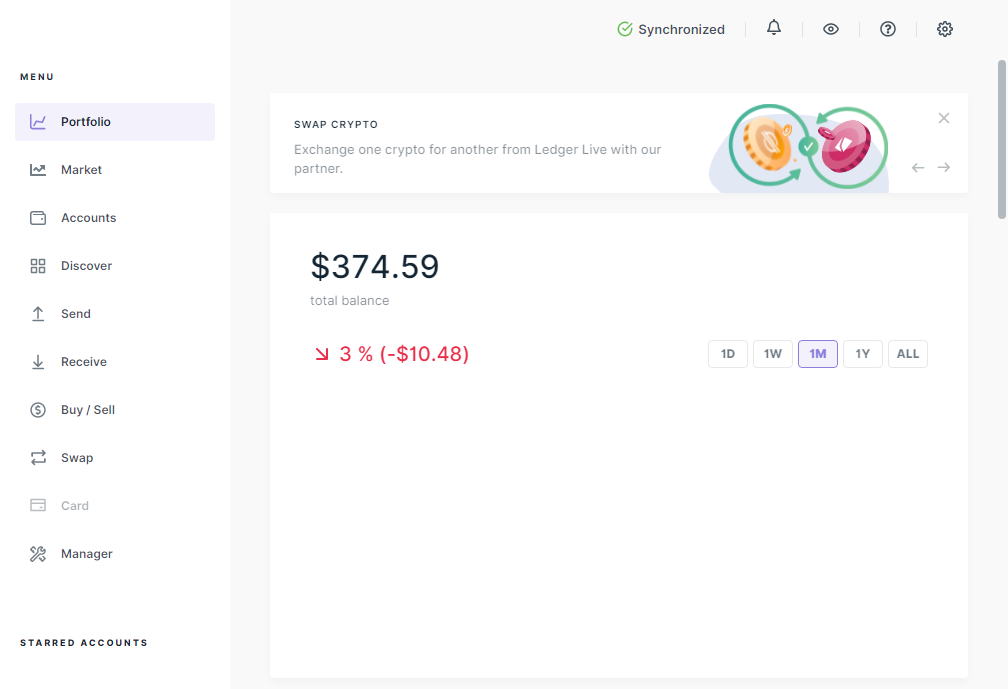 Synchronized
MENU
Portfolio
Market
Accounts
Discover
Send
Receive
Buy / Sell
Swap
Card
Manager
STARRED ACCOUNTS
SWAP CRYPTO
Exchange one crypto for another from Ledger Live with our
partner.
$374.59
total balance
3 % (-$10.48)
1D 1W 1M 1Y ALL